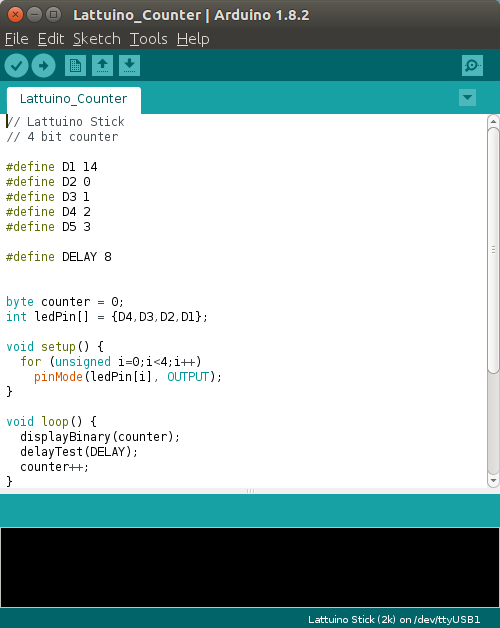 Lattuino_Counter | Arduino 1.8.2
File Edit Sketch Tools Help
Lattuino_Counter
// Lattuino Stick
// 4 bit counter
#define D1 14
#define D2 0
#define D3 1
#define D4 2
#define D5 3
#define DELAY 8
byte counter = 0;
int ledPin[] = {D4,D3,D2,D1};
void setup() {
  for (unsigned i=0;i<4;i++)
    pinMode(ledPin[i], OUTPUT);
}
void loop() {
  displayBinary(counter);
  delayTest(DELAY);
  counter++;
}
Lattuino Stick (2k) on /dev/ttyUSB1